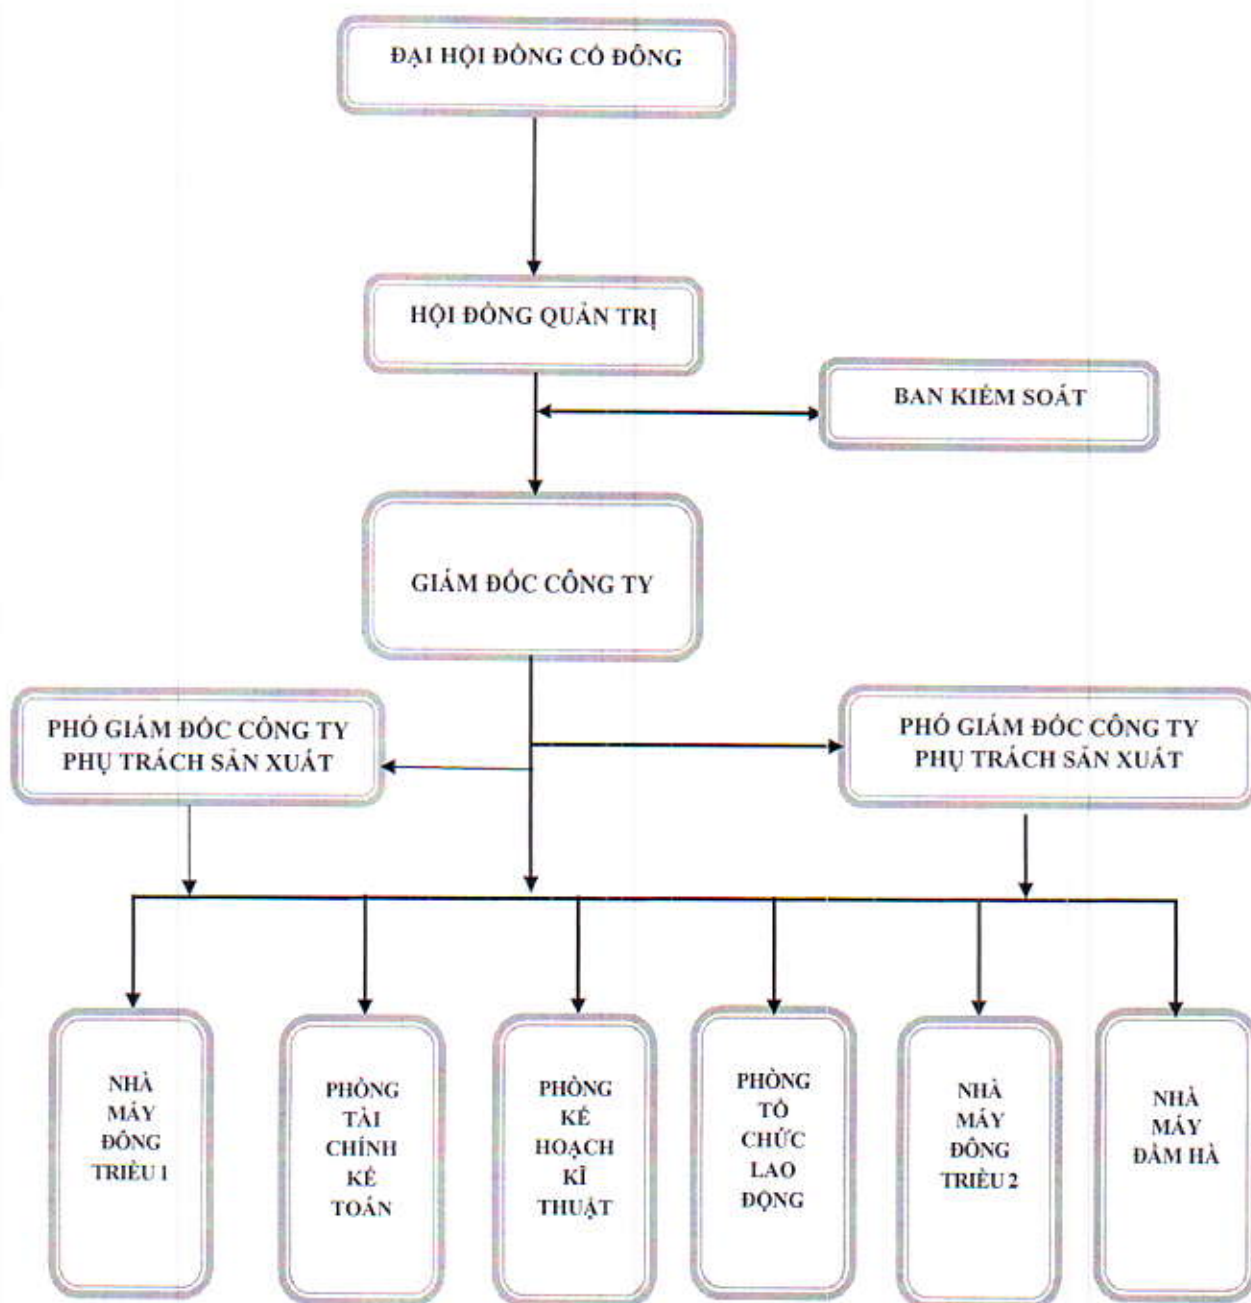 ĐẠI HỘI ĐỒNG CỔ ĐÔNG
HỘI ĐỒNG QUẢN TRỊ
BAN KIỂM SOÁT
GIÁM ĐỐC CÔNG TY
PHÓ GIÁM ĐỐC CÔNG TY
PHỤ TRÁCH SẢN XUẤT
PHÓ GIÁM ĐỐC CÔNG TY
PHỤ TRÁCH SẢN XUẤT
NHÀ
MÁY
ĐÔNG
TRIỀU 1
PHÒNG
TÀI
CHÍNH
KẾ
TOÁN
PHÒNG
KẾ
HOẠCH
KĨ
THUẬT
PHÒNG
TỔ
CHỨC
LAO
ĐỘNG
NHÀ
MÁY
ĐÔNG
TRIỀU 2
NHÀ
MÁY
ĐẦM HÀ